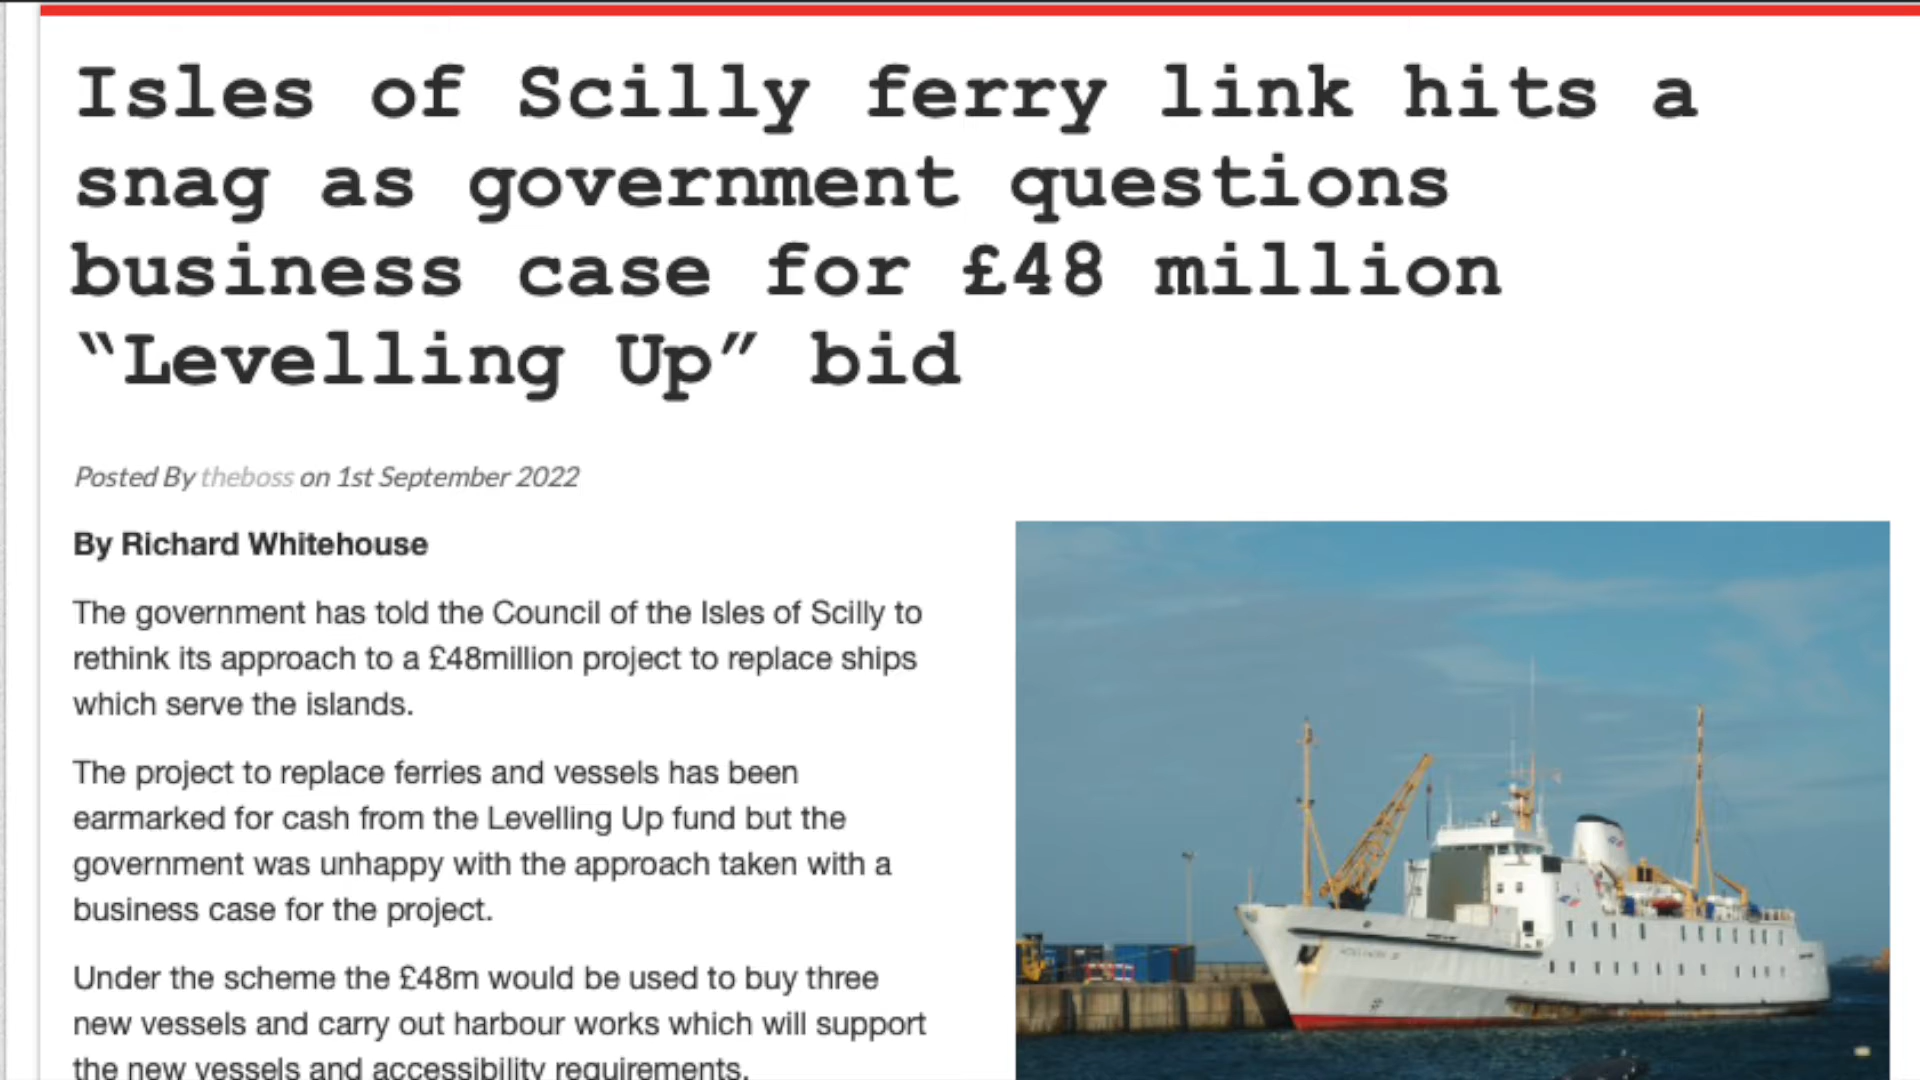 Isles of Scilly ferry link hits a
snag as government questions
business case for £48 million
“Levelling Up” bid
Posted By theboss on 1st September 2022
By Richard Whitehouse
The government has told the Council of the Isles of Scilly to
rethink its approach to a £48million project to replace ships
which serve the islands.
The project to replace ferries and vessels has been
earmarked for cash from the Levelling Up fund but the
government was unhappy with the approach taken with a
business case for the project.
Under the scheme the £48m would be used to buy three
new vessels and carry out harbour works which will support
the new vessels and accessibility requirements.